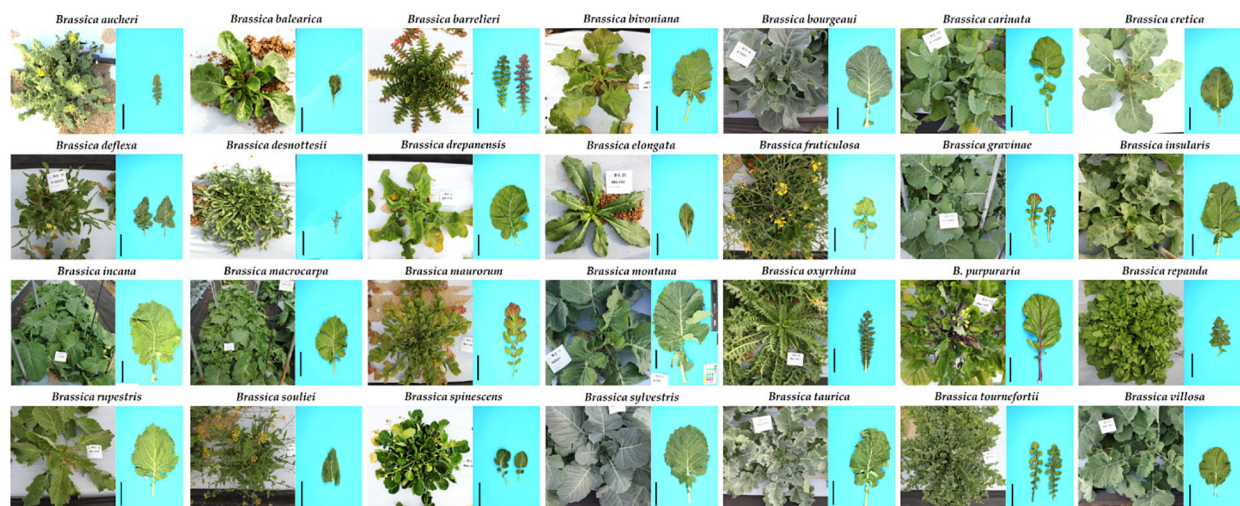 Brassica aucheri Brassica balearica Brassica barrelieri Brassica bivoniana Brassica bourgeaui Brassica carinata Brassica cretica
Brassica deflexa Brassica desnottesii Brassica drepanensis Brassica elongata Brassica fruticulosa Brassica gravinae Brassica insularis
Brassica incana Brassica macrocarpa Brassica maurorum Brassica montana Brassica oxyrrhina B. purpuraria Brassica repanda
Brassica rupestris Brassica souliei Brassica spinescens Brassica sylvestris Brassica taurica Brassica tournefortii Brassica villosa